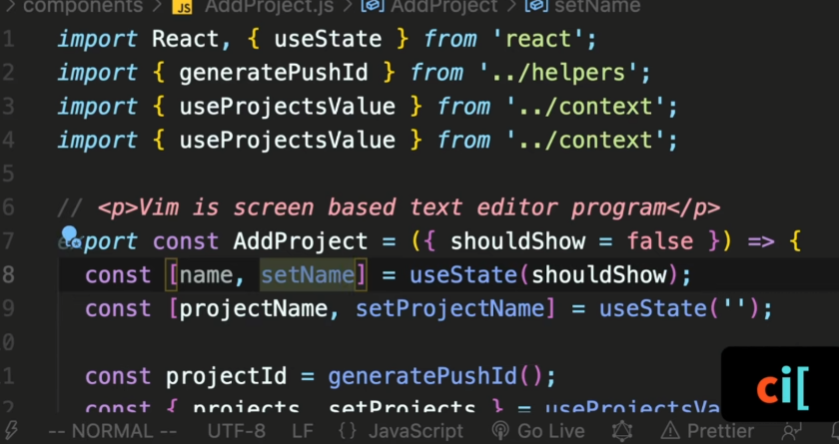 components > JS AddProject.js > AddProject > setName
1 import React, { useState } from 'react';
2 import { generatePushId } from '../helpers';
3 import { useProjectsValue } from '../context';
4 import { useProjectsValue } from '../context';
5
6 // <p>Vim is screen based text editor program</p>
7 export const AddProject = ({ shouldShow = false }) => {
8 const [name, setName] = useState(shouldShow);
9 const [projectName, setProjectName] = useState('');
0
1 const projectId = generatePushId();
2 const { projects, setProjects } = useProjectsVa
ci[
-- NORMAL -- UTF-8 LF {} JavaScript Go Live Prettier